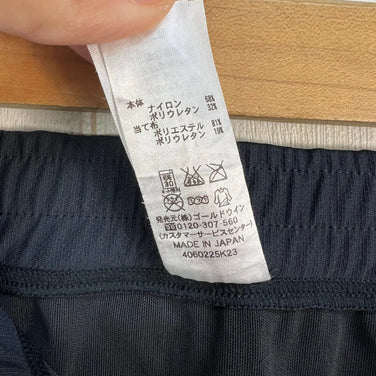 本体 ナイロン 68%
ポリウレタン 32%
当て布 ポリエステル 81%
ポリウレタン 19%
発売元(株)ゴールドウイン
0120-307-560
(カスタマーサービスセンター)
MADE IN JAPAN
4060225K23